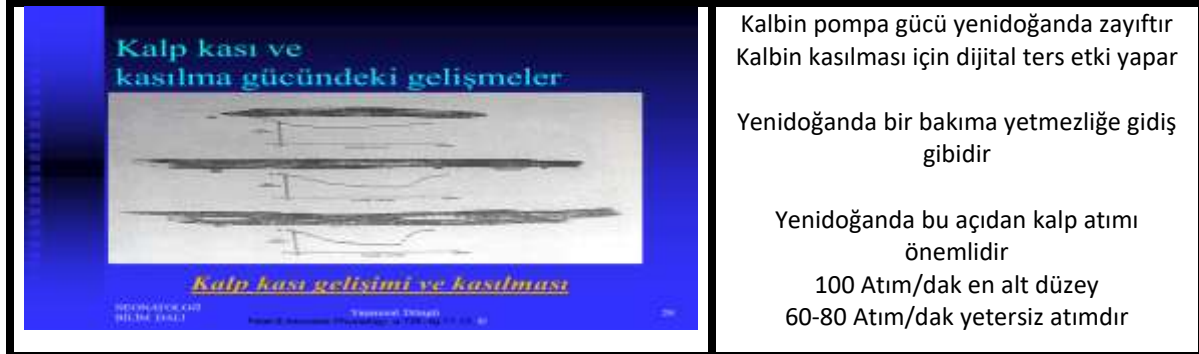 Kalp kası ve
kasılma gücündeki gelişmeler
Kalp kası gelişimi ve kasılması
NEONATOLOJİ
BİLİM DALI
Yaşamsal Döngü
Kalbin pompa gücü yenidoğanda zayıftır
Kalbin kasılması için dijital ters etki yapar
Yenidoğanda bir bakıma yetmezliğe gidiş
gibidir
Yenidoğanda bu açıdan kalp atımı
önemlidir
100 Atım/dak en alt düzey
60-80 Atım/dak yetersiz atımdır